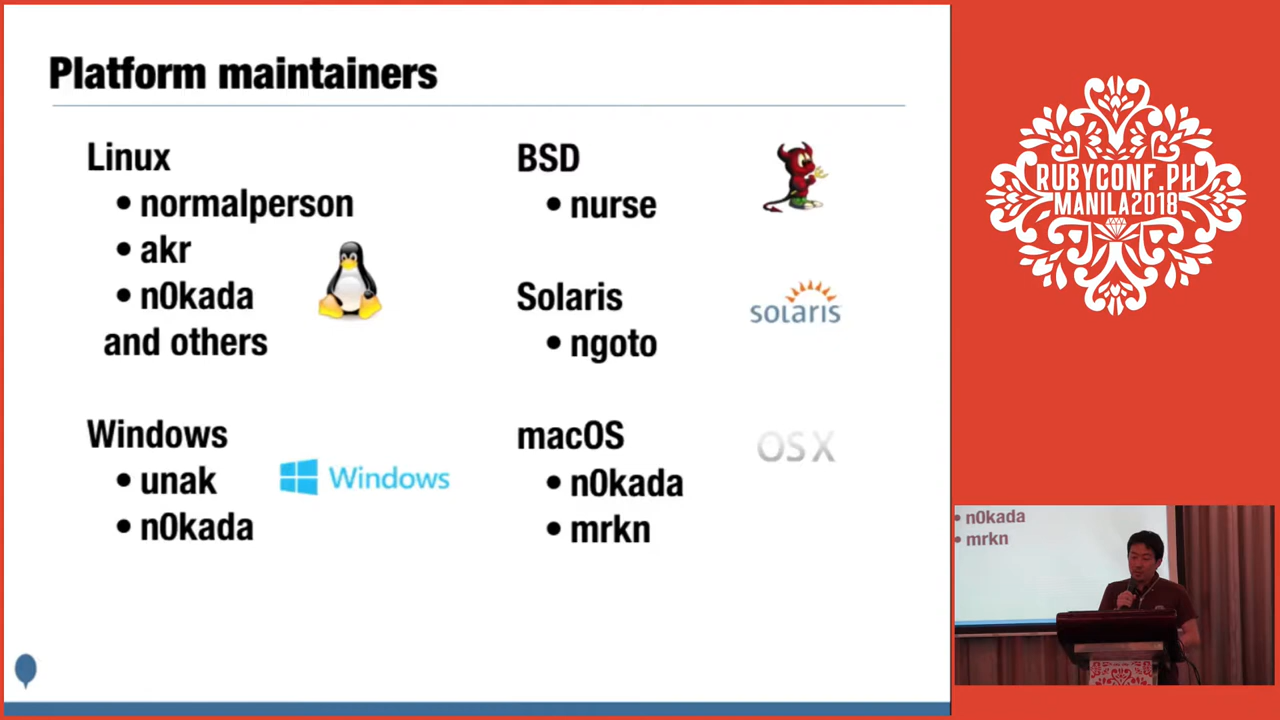 Platform maintainers
Linux
• normalperson
• akr
• n0kada
and others
Windows
• unak
• n0kada
Windows
BSD
• nurse
Solaris
• ngoto
solaris
macOS
• n0kada
• mrkn
OS X
RUBYCONF.PH
MANILA2018
• n0kada
• mrkn